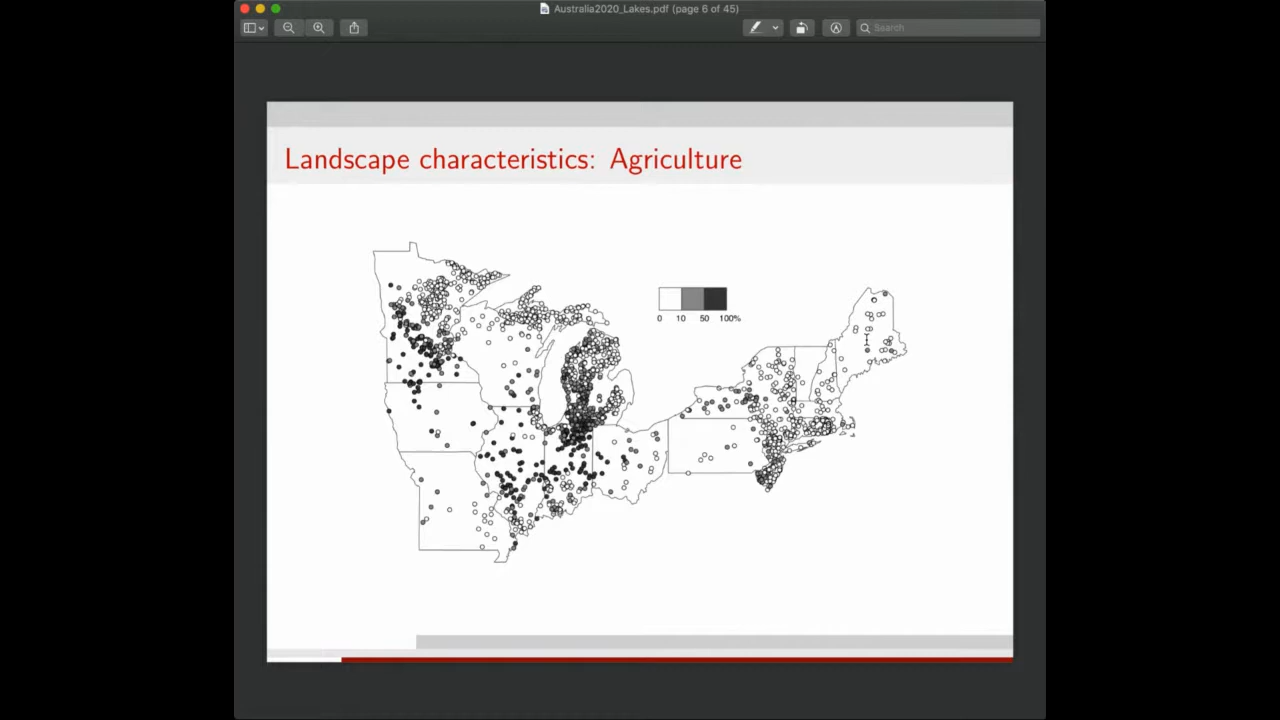 Australia2020_Lakes.pdf (page 6 of 45)
Search
Landscape characteristics: Agriculture
0 10 50 100%